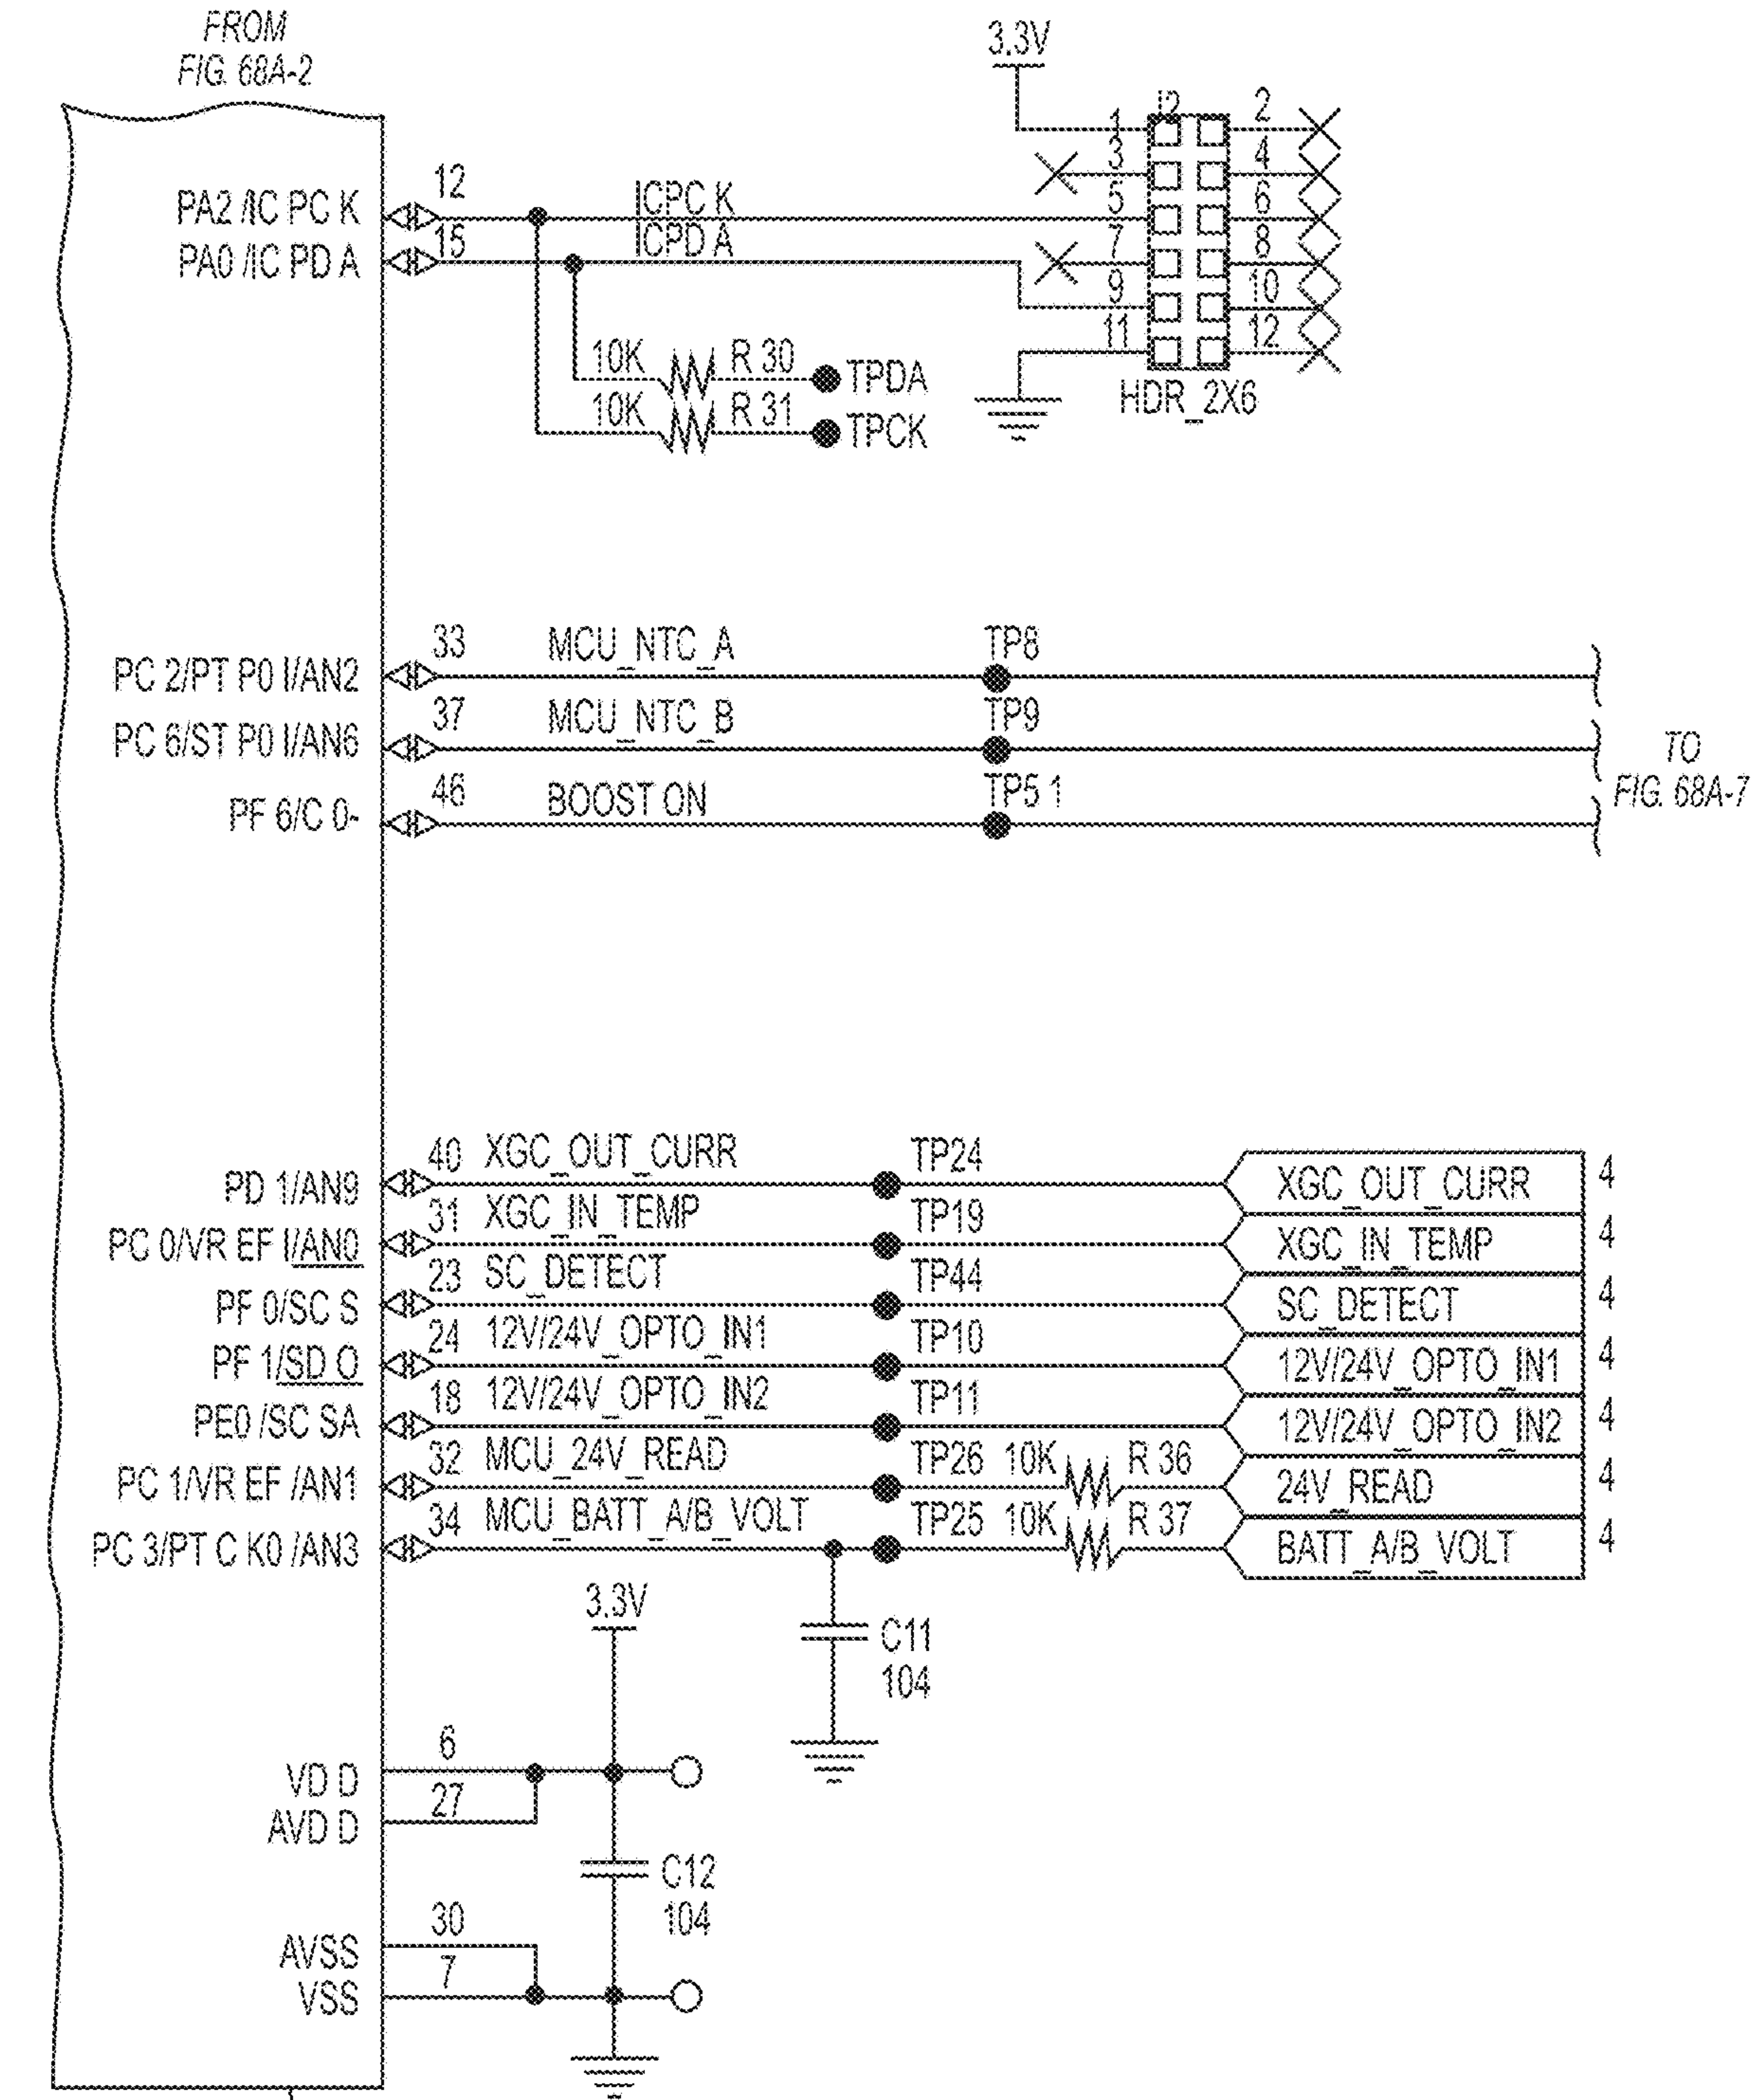 FROM
FIG. 68A-2
3.3V
J2
1 2
3 4
5 6
7 8
9 10
11 12
HDR_2X6
PA2 /IC PC K 12 ICPC K
PA0 /IC PD A 15 ICPD A
10K R 30 TPDA
10K R 31 TPCK
PC 2/PT P0 I/AN2 33 MCU_NTC_A TP8
PC 6/ST P0 I/AN6 37 MCU_NTC_B TP9
PF 6/C 0- 46 BOOST ON TP5 1
TO
FIG. 68A-7
PD 1/AN9 40 XGC_OUT_CURR TP24 XGC_OUT_CURR 4
PC 0/VR EF I/AN0 31 XGC_IN_TEMP TP19 XGC_IN_TEMP 4
PF 0/SC S 23 SC_DETECT TP44 SC_DETECT 4
PF 1/SD O 24 12V/24V_OPTO_IN1 TP10 12V/24V_OPTO_IN1 4
PE0 /SC SA 18 12V/24V_OPTO_IN2 TP11 12V/24V_OPTO_IN2 4
PC 1/VR EF /AN1 32 MCU_24V_READ TP26 10K R 36 24V_READ 4
PC 3/PT C K0 /AN3 34 MCU_BATT_A/B_VOLT TP25 10K R 37 BATT_A/B_VOLT 4
3.3V
C11
104
VD D 6
AVD D 27
C12
104
AVSS 30
VSS 7